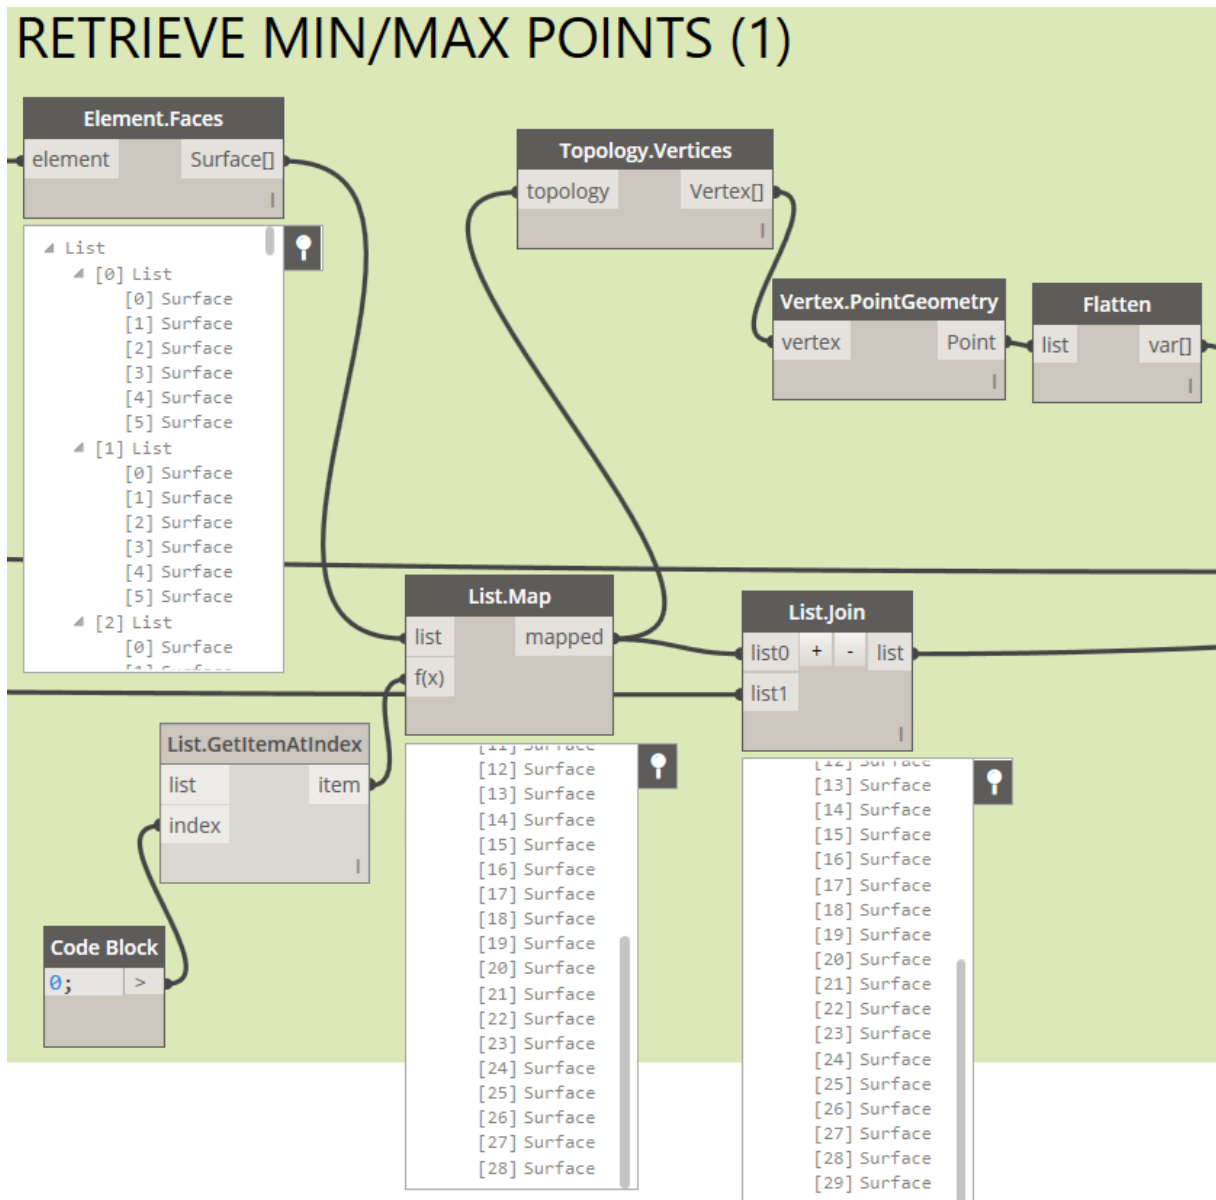 RETRIEVE MIN/MAX POINTS (1)
Element.Faces
element Surface[]
List
[0] List
[0] Surface
[1] Surface
[2] Surface
[3] Surface
[4] Surface
[5] Surface
[1] List
[0] Surface
[1] Surface
[2] Surface
[3] Surface
[4] Surface
[5] Surface
[2] List
[0] Surface
Topology.Vertices
topology Vertex[]
Vertex.PointGeometry
vertex Point
Flatten
list var[]
List.Map
list mapped
f(x)
[11] Surface
[12] Surface
[13] Surface
[14] Surface
[15] Surface
[16] Surface
[17] Surface
[18] Surface
[19] Surface
[20] Surface
[21] Surface
[22] Surface
[23] Surface
[24] Surface
[25] Surface
[26] Surface
[27] Surface
[28] Surface
List.Join
list0 + - list
list1
[12] Surface
[13] Surface
[14] Surface
[15] Surface
[16] Surface
[17] Surface
[18] Surface
[19] Surface
[20] Surface
[21] Surface
[22] Surface
[23] Surface
[24] Surface
[25] Surface
[26] Surface
[27] Surface
[28] Surface
[29] Surface
List.GetItemAtIndex
list item
index
Code Block
0; >